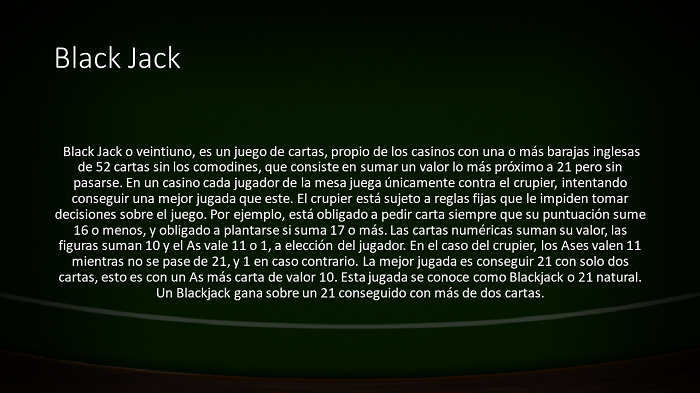 Black Jack
Black Jack o veintiuno, es un juego de cartas, propio de los casinos con una o más barajas inglesas
de 52 cartas sin los comodines, que consiste en sumar un valor lo más próximo a 21 pero sin
pasarse. En un casino cada jugador de la mesa juega únicamente contra el crupier, intentando
conseguir una mejor jugada que este. El crupier está sujeto a reglas fijas que le impiden tomar
decisiones sobre el juego. Por ejemplo, está obligado a pedir carta siempre que su puntuación sume
16 o menos, y obligado a plantarse si suma 17 o más. Las cartas numéricas suman su valor, las
figuras suman 10 y el As vale 11 o 1, a elección del jugador. En el caso del crupier, los Ases valen 11
mientras no se pase de 21, y 1 en caso contrario. La mejor jugada es conseguir 21 con solo dos
cartas, esto es con un As más carta de valor 10. Esta jugada se conoce como Blackjack o 21 natural.
Un Blackjack gana sobre un 21 conseguido con más de dos cartas.